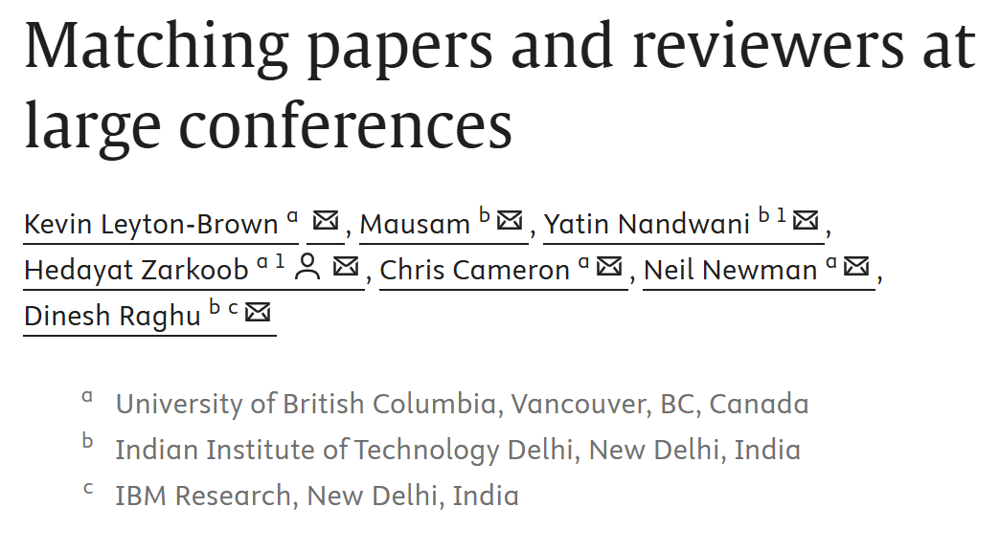 Matching papers and reviewers at
large conferences
Kevin Leyton-Brown a, Mausam b, Yatin Nandwani b 1,
Hedayat Zarkoob a 1, Chris Cameron a, Neil Newman a,
Dinesh Raghu b c
a University of British Columbia, Vancouver, BC, Canada
b Indian Institute of Technology Delhi, New Delhi, India
c IBM Research, New Delhi, India